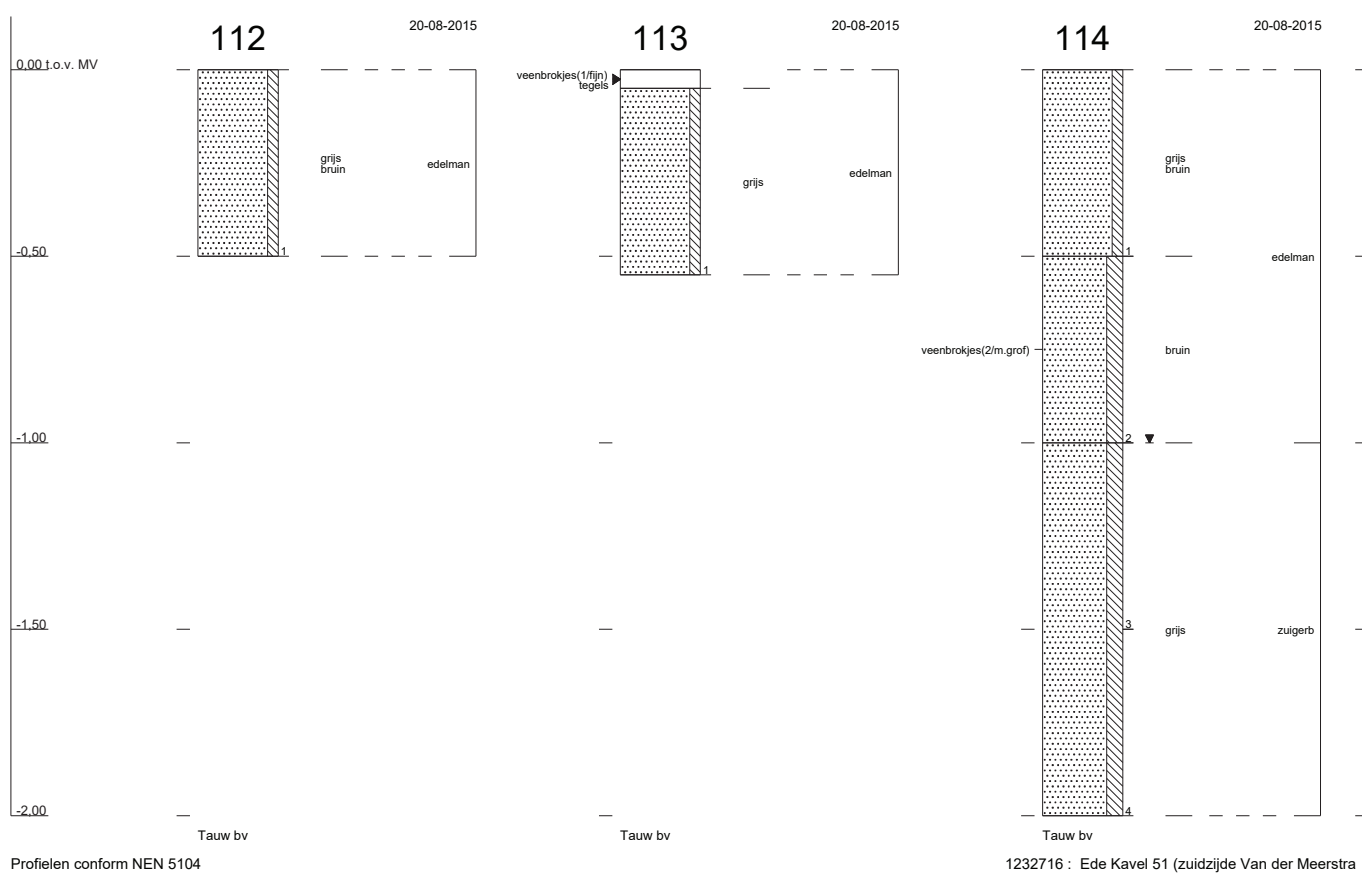 112
20-08-2015
113
20-08-2015
114
20-08-2015
0,00 t.o.v. MV
veenbrokjes(1/fijn)
tegels
grijs
bruin
edelman
grijs
edelman
grijs
bruin
1
-0,50
1
1
edelman
veenbrokjes(2/m.grof)
bruin
-1,00
2
-1,50
3
grijs
zuigerb
-2,00
4
Tauw bv
Tauw bv
Tauw bv
Profielen conform NEN 5104
1232716 : Ede Kavel 51 (zuidzijde Van der Meerstra